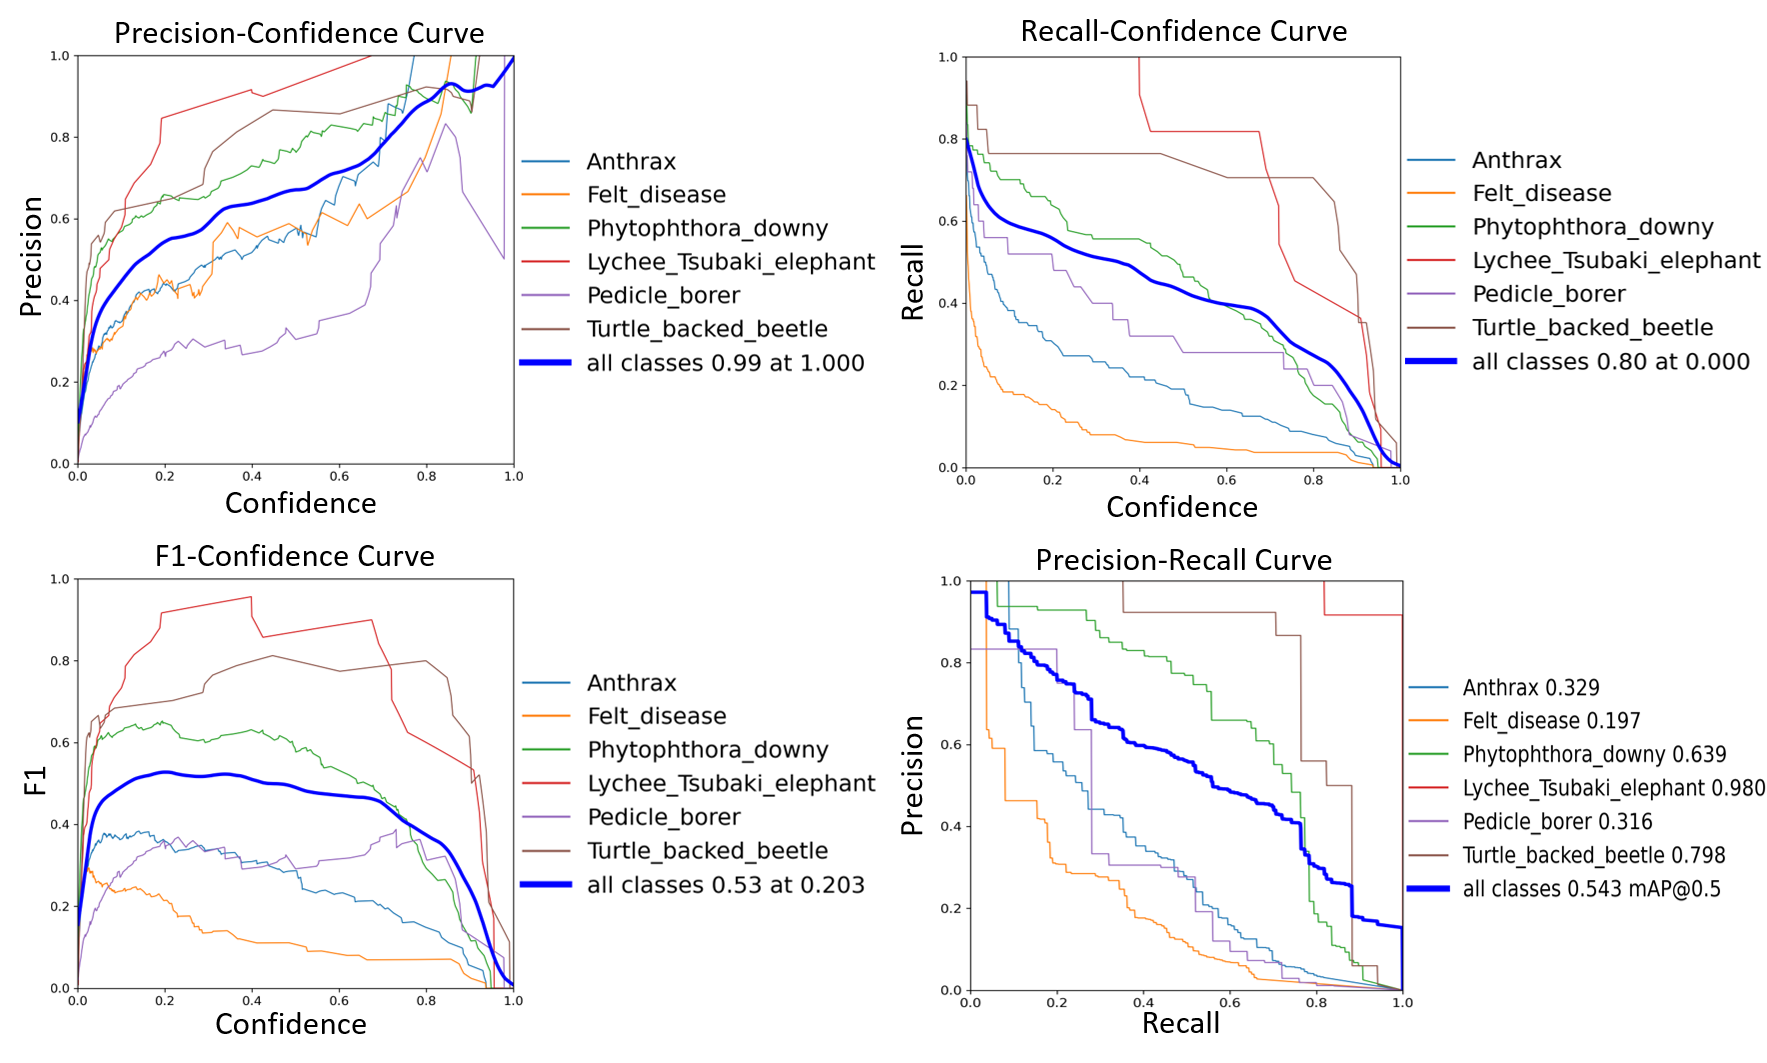 Precision-Confidence Curve
1.0
0.8
0.6
0.4
0.2
0.0
Precision
0.0 0.2 0.4 0.6 0.8 1.0
Confidence
Anthrax
Felt_disease
Phytophthora_downy
Lychee_Tsubaki_elephant
Pedicle_borer
Turtle_backed_beetle
all classes 0.99 at 1.000
Recall-Confidence Curve
1.0
0.8
0.6
0.4
0.2
0.0
Recall
0.0 0.2 0.4 0.6 0.8 1.0
Confidence
Anthrax
Felt_disease
Phytophthora_downy
Lychee_Tsubaki_elephant
Pedicle_borer
Turtle_backed_beetle
all classes 0.80 at 0.000
F1-Confidence Curve
1.0
0.8
0.6
0.4
0.2
0.0
F1
0.0 0.2 0.4 0.6 0.8 1.0
Confidence
Anthrax
Felt_disease
Phytophthora_downy
Lychee_Tsubaki_elephant
Pedicle_borer
Turtle_backed_beetle
all classes 0.53 at 0.203
Precision-Recall Curve
1.0
0.8
0.6
0.4
0.2
0.0
Precision
0.0 0.2 0.4 0.6 0.8 1.0
Recall
Anthrax 0.329
Felt_disease 0.197
Phytophthora_downy 0.639
Lychee_Tsubaki_elephant 0.980
Pedicle_borer 0.316
Turtle_backed_beetle 0.798
all classes 0.543 mAP@0.5